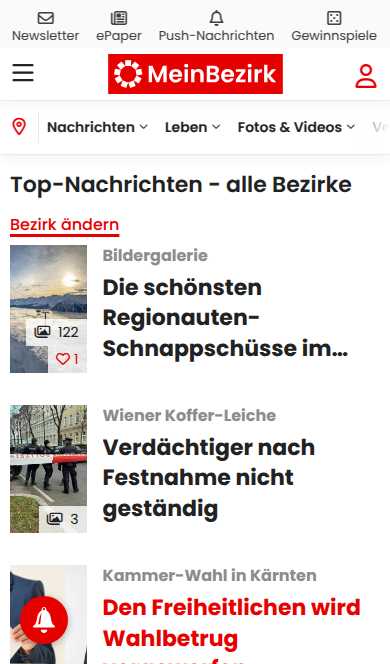 Newsletter ePaper Push-Nachrichten Gewinnspiele
MeinBezirk
Nachrichten Leben Fotos & Videos
Top-Nachrichten - alle Bezirke
Bezirk ändern
Bildergalerie
Die schönsten
Regionauten-
Schnappschüsse im...
122
1
Wiener Koffer-Leiche
Verdächtiger nach
Festnahme nicht
geständig
3
Kammer-Wahl in Kärnten
Den Freiheitlichen wird
Wahlbetrug